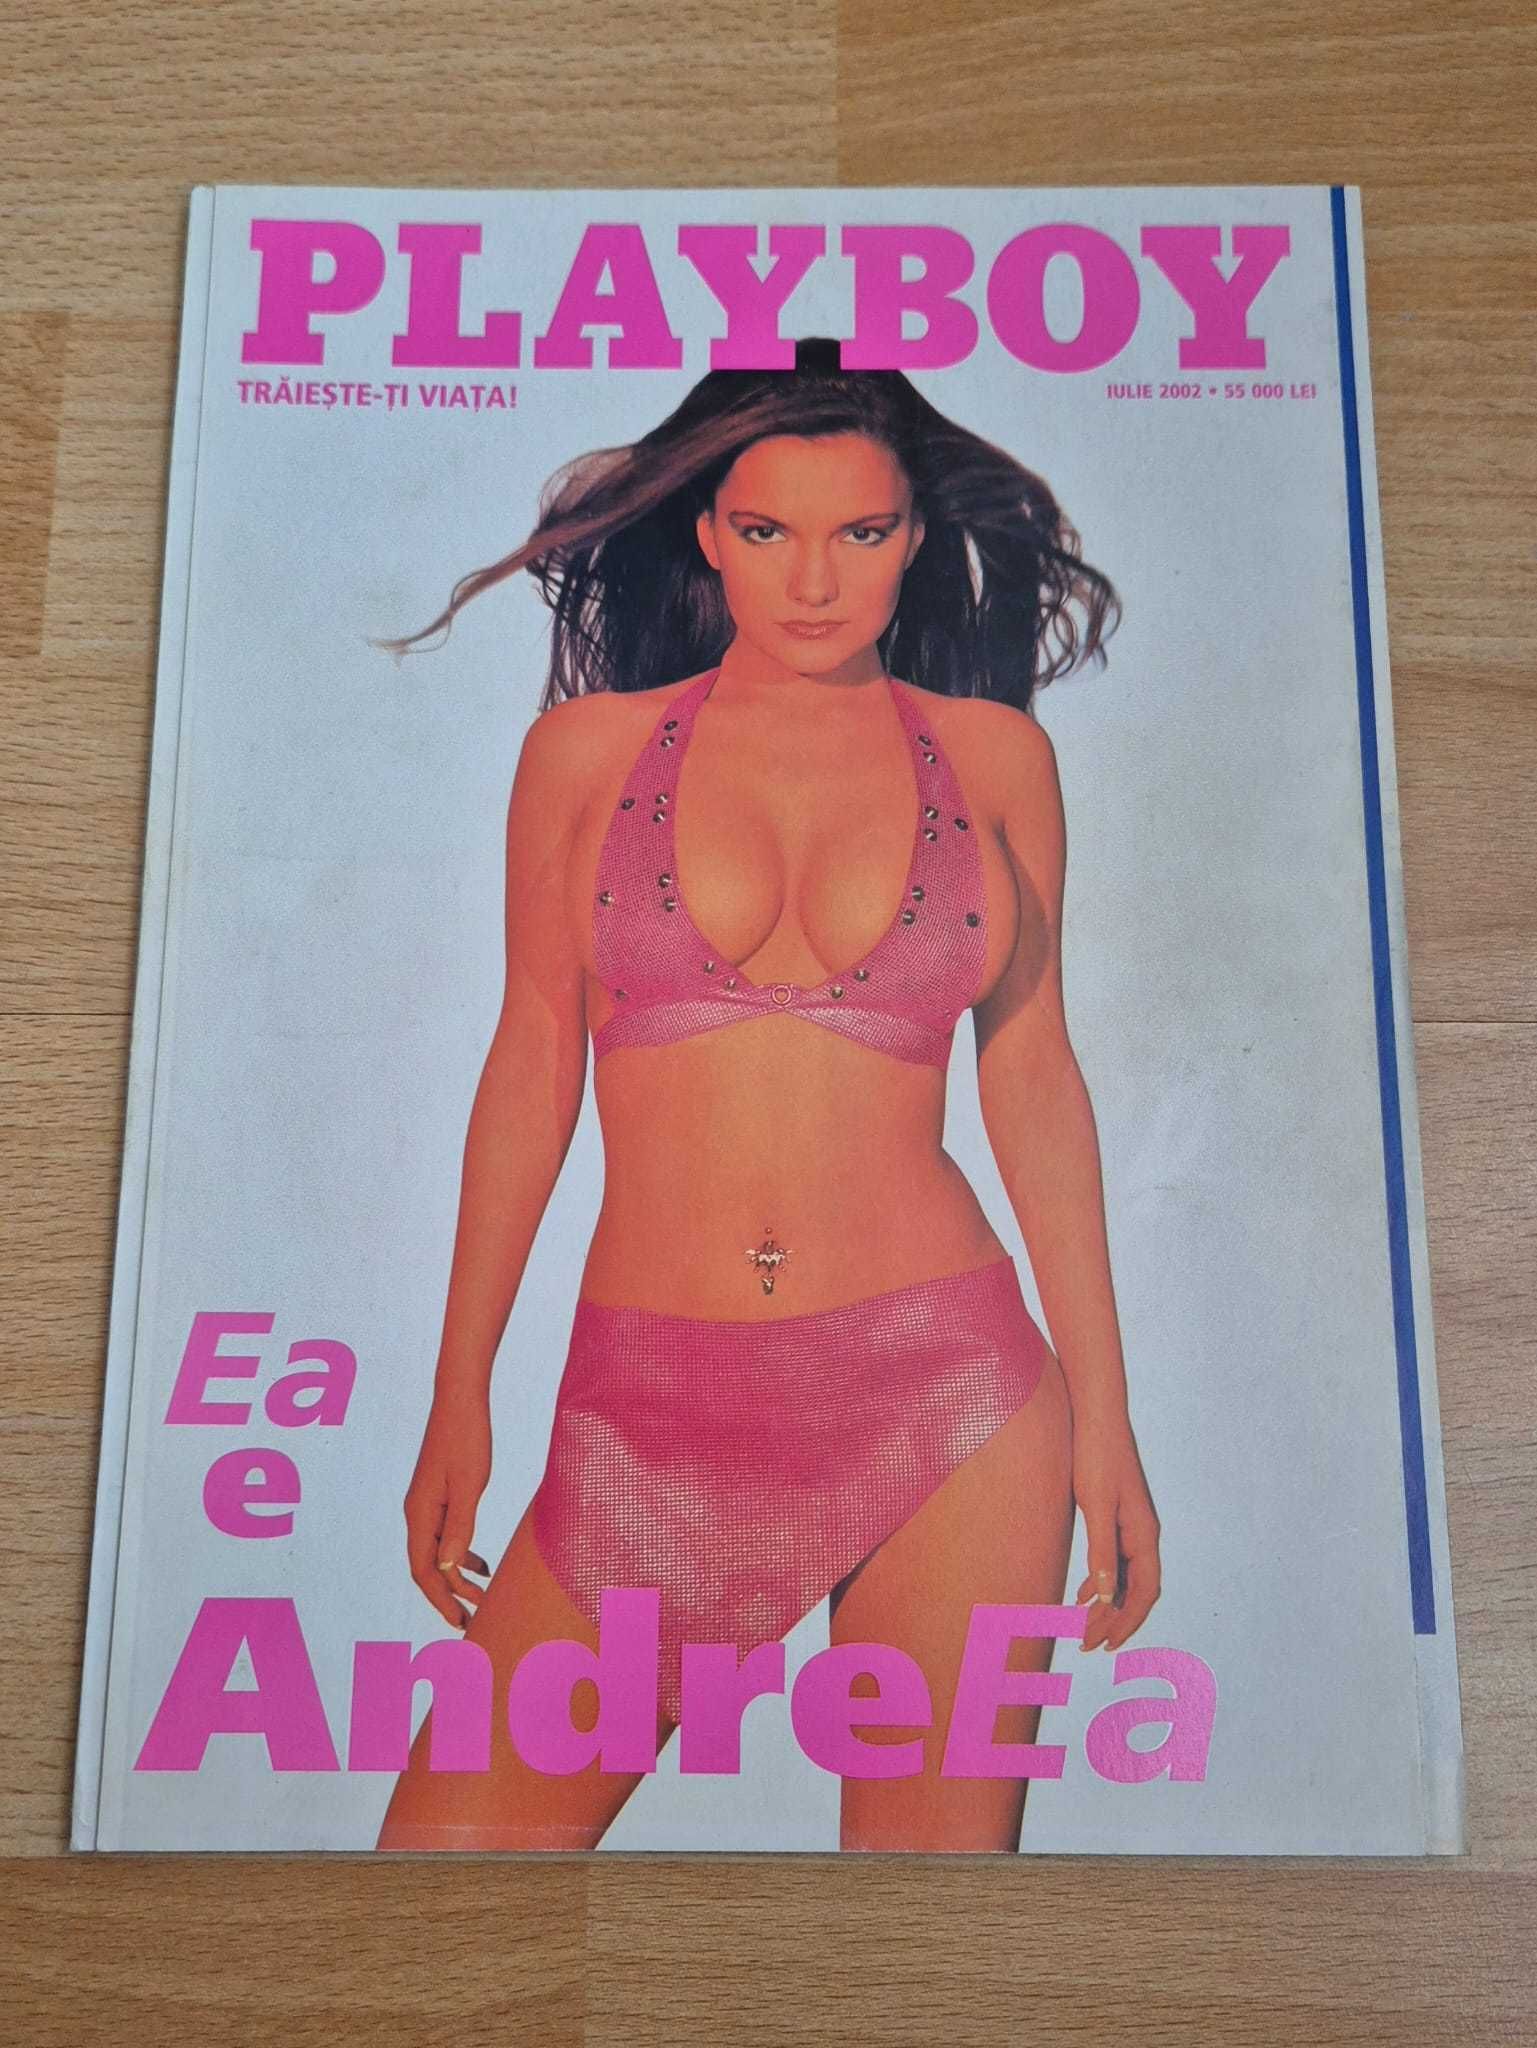 PLAYBOY
TRĂIEȘTE-ȚI VIAȚA!
IULIE 2002 • 55 000 LEI
Ea
e
AndreEa